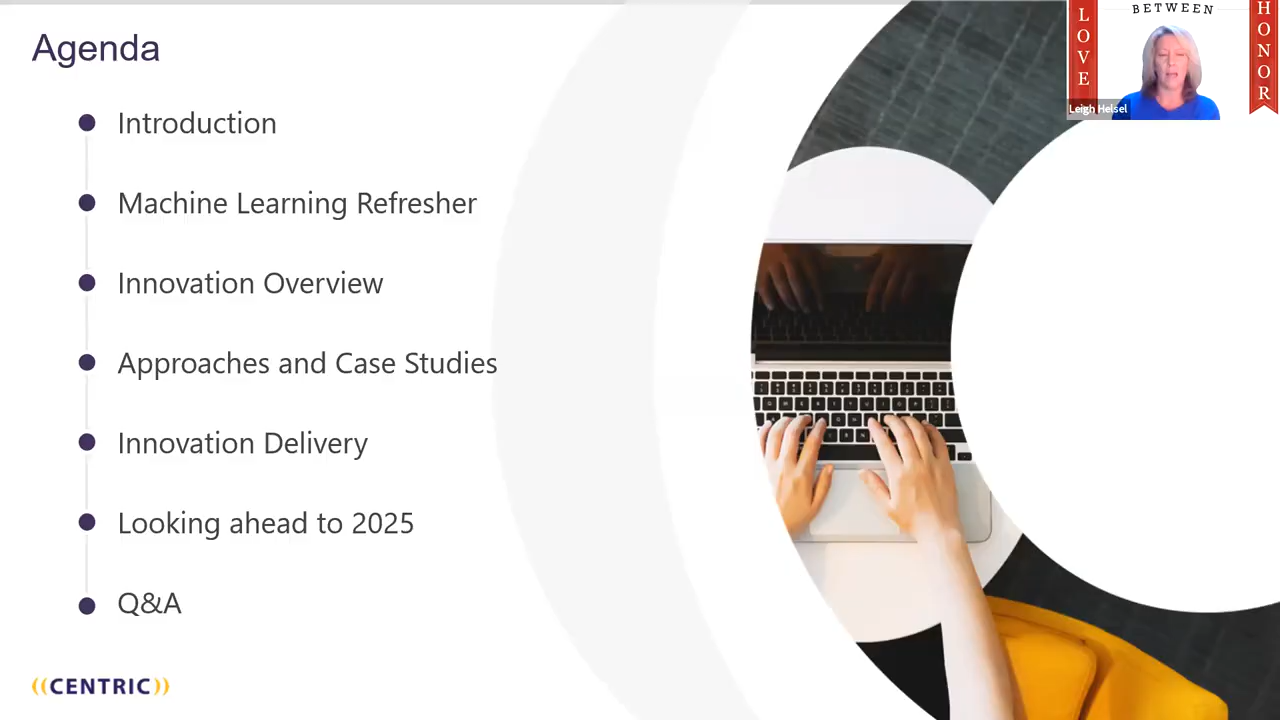 Agenda
Introduction
Machine Learning Refresher
Innovation Overview
Approaches and Case Studies
Innovation Delivery
Looking ahead to 2025
Q&A
((CENTRIC))
BETWEEN
LOVE
HONOR
Leigh Helsel